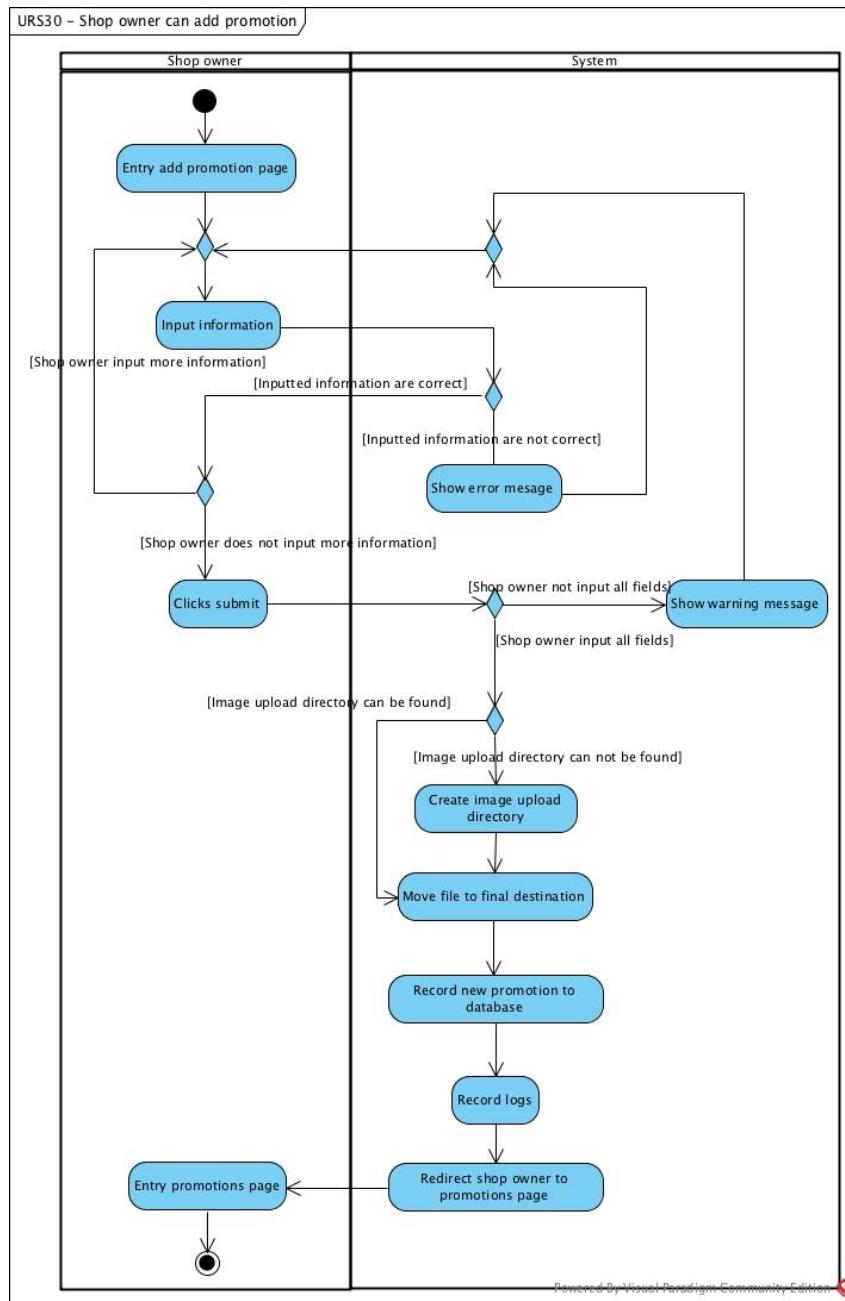 URS30 - Shop owner can add promotion
Shop owner
System
Entry add promotion page
Input information
[Shop owner input more information]
[Inputted information are correct]
[Inputted information are not correct]
Show error mesage
[Shop owner does not input more information]
Clicks submit
[Shop owner not input all fields]
Show warning message
[Shop owner input all fields]
[Image upload directory can be found]
[Image upload directory can not be found]
Create image upload
directory
Move file to final destination
Record new promotion to
database
Record logs
Entry promotions page
Redirect shop owner to
promotions page
Powered By Visual Paradigm Community Edition